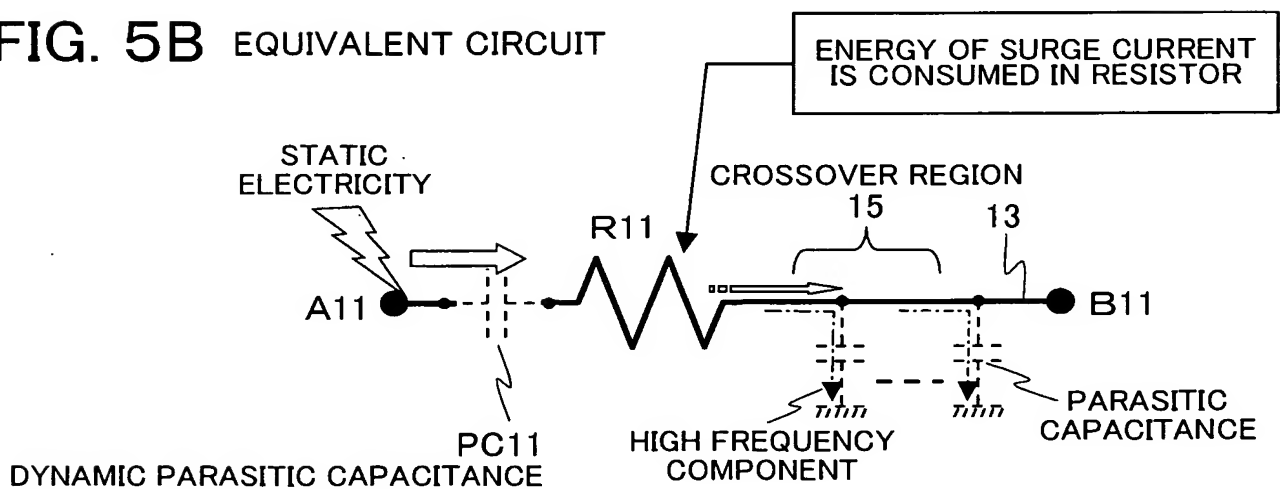 FIG. 5B EQUIVALENT CIRCUIT
ENERGY OF SURGE CURRENT
IS CONSUMED IN RESISTOR
STATIC
ELECTRICITY
CROSSOVER REGION
15
13
R11
A11
B11
PC11
DYNAMIC PARASITIC CAPACITANCE
HIGH FREQUENCY
COMPONENT
PARASITIC
CAPACITANCE